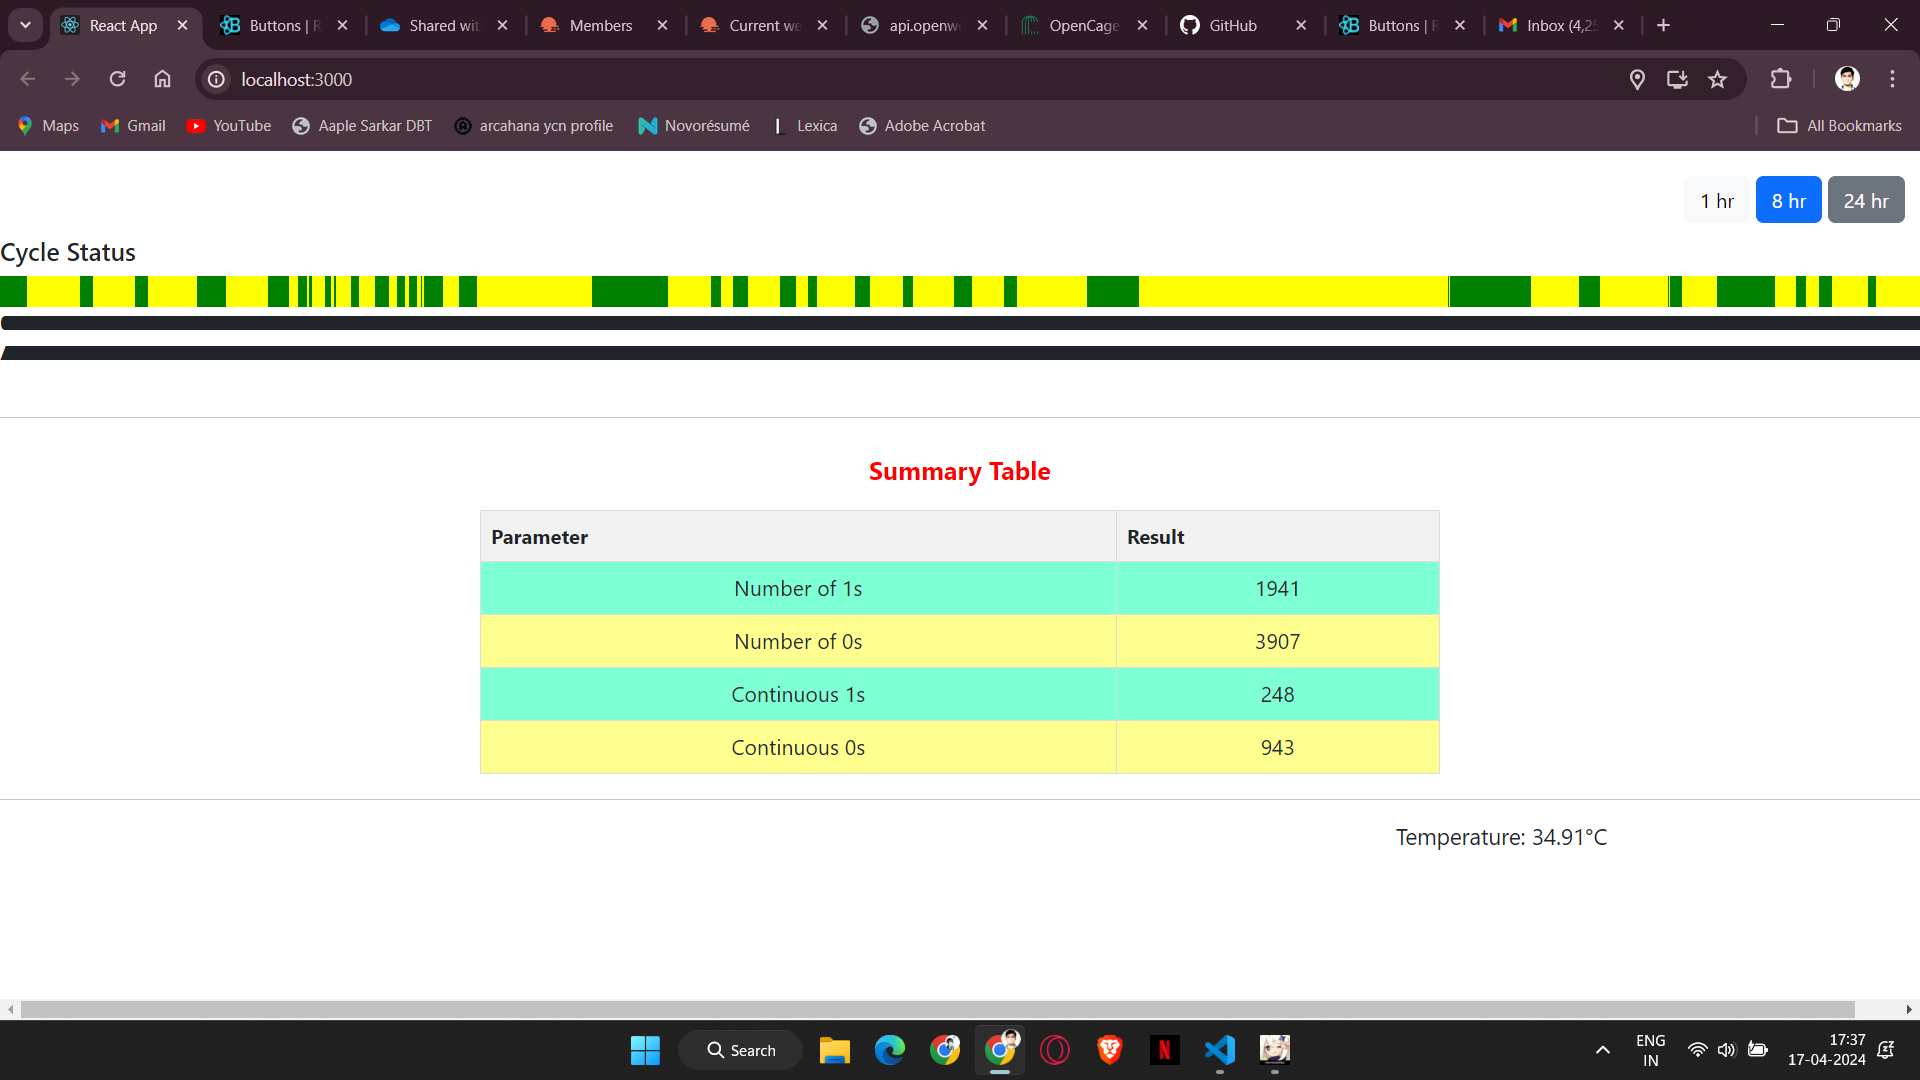 React App
Buttons | R
Shared wit
Members
Current we
api.openwe
OpenCage
GitHub
Buttons | R
Inbox (4,25
localhost:3000
Maps
Gmail
YouTube
Aaple Sarkar DBT
arcahana ycn profile
Novorésumé
Lexica
Adobe Acrobat
All Bookmarks
1 hr
8 hr
24 hr
Cycle Status
Summary Table
Parameter Result
Number of 1s 1941
Number of 0s 3907
Continuous 1s 248
Continuous 0s 943
Temperature: 34.91°C
Search
ENG
IN
17:37
17-04-2024